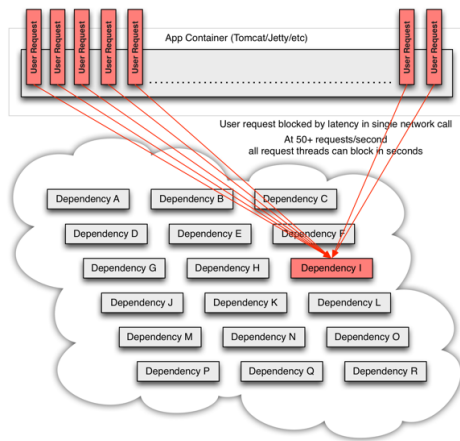 User Request
User Request
User Request
User Request
User Request
User Request
User Request
App Container (Tomcat/Jetty/etc)
User request blocked by latency in single network call
At 50+ requests/second
all request threads can block in seconds
Dependency A
Dependency B
Dependency C
Dependency D
Dependency E
Dependency F
Dependency G
Dependency H
Dependency I
Dependency J
Dependency K
Dependency L
Dependency M
Dependency N
Dependency O
Dependency P
Dependency Q
Dependency R